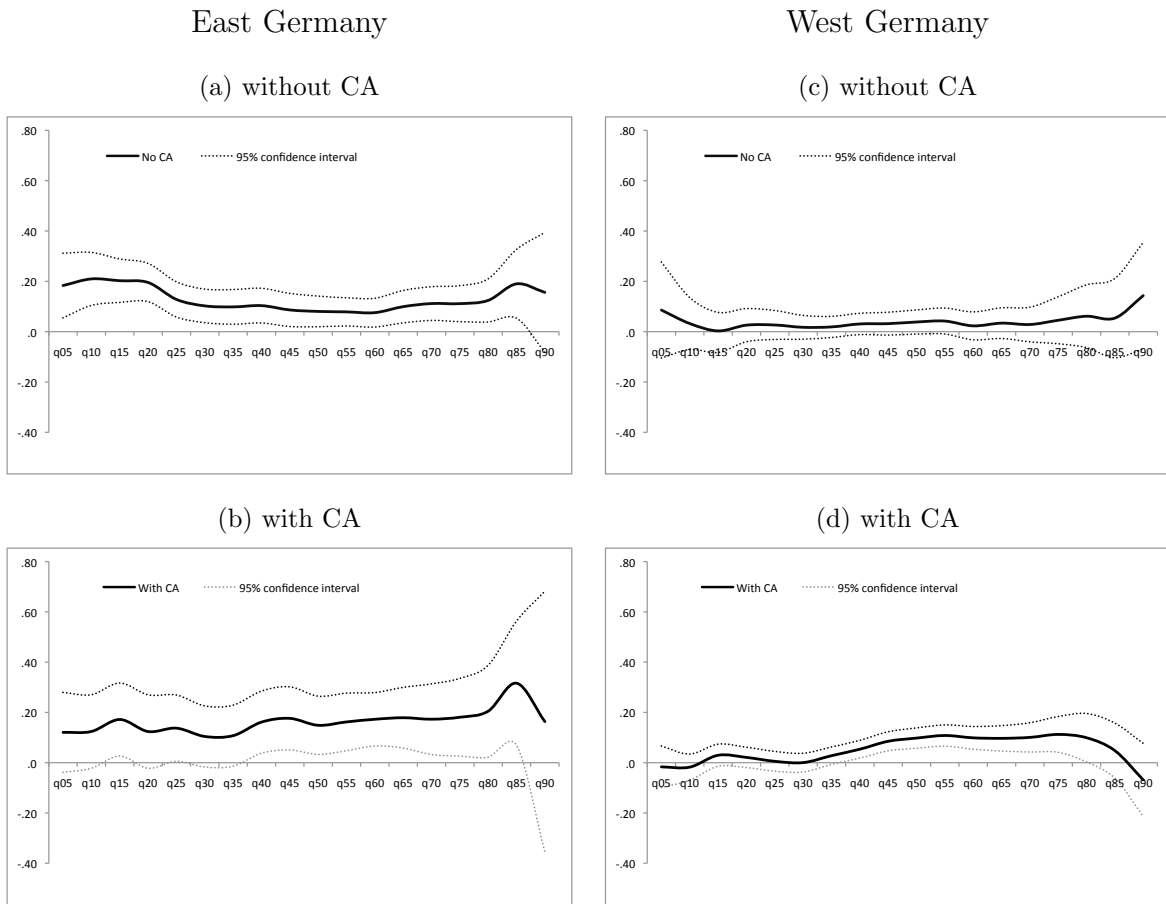 East Germany
West Germany
(a) without CA
(c) without CA
.80
No CA
95% confidence interval
.60
.40
.20
.0
q05 q10 q15 q20 q25 q30 q35 q40 q45 q50 q55 q60 q65 q70 q75 q80 q85 q90
-.20
-.40
.80
No CA
95% confidence interval
.60
.40
.20
.0
q05 q10 q15 q20 q25 q30 q35 q40 q45 q50 q55 q60 q65 q70 q75 q80 q85 q90
-.20
-.40
(b) with CA
(d) with CA
.80
With CA
95% confidence interval
.60
.40
.20
.0
q05 q10 q15 q20 q25 q30 q35 q40 q45 q50 q55 q60 q65 q70 q75 q80 q85 q90
-.20
-.40
.80
With CA
95% confidence interval
.60
.40
.20
.0
q05 q10 q15 q20 q25 q30 q35 q40 q45 q50 q55 q60 q65 q70 q75 q80 q85 q90
-.20
-.40